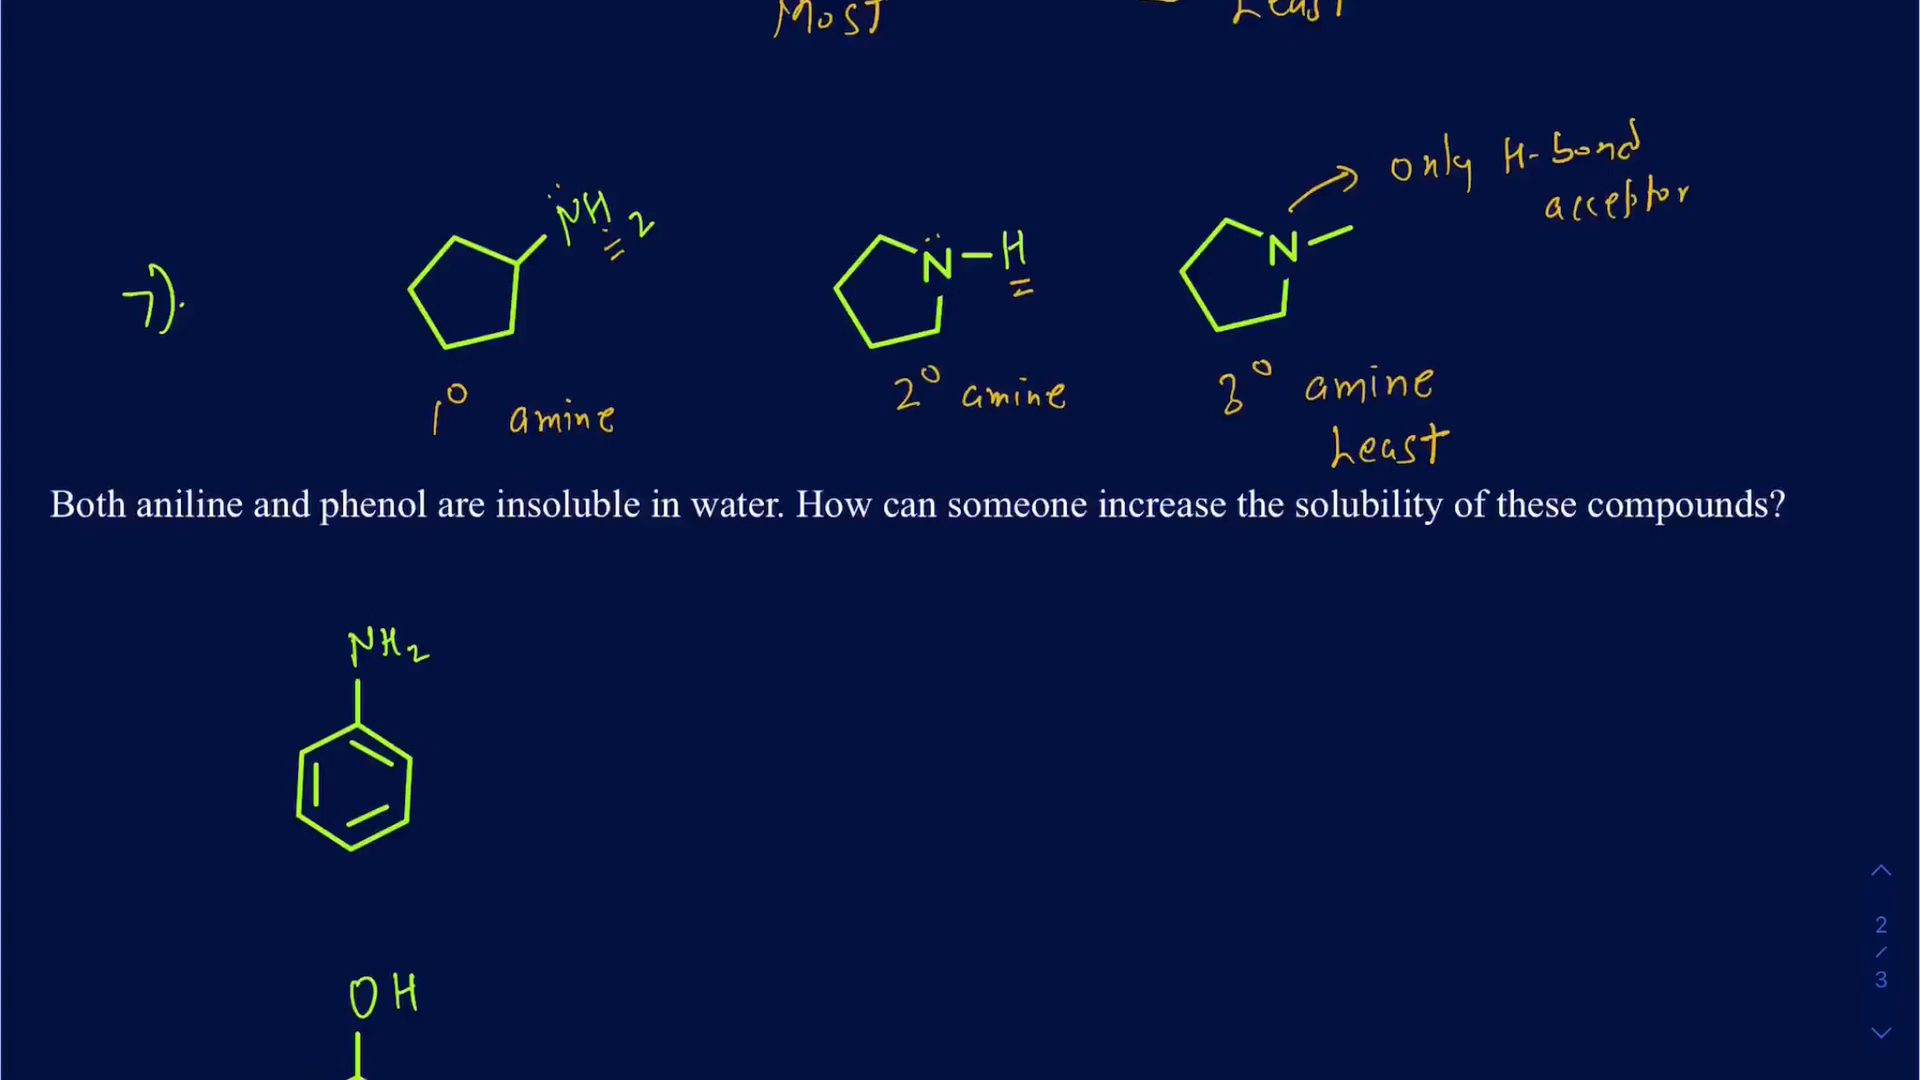 Most Least
only H-bond
acceptor
NH2
N-H
N
7).
1° amine
2° amine
3° amine
Least
Both aniline and phenol are insoluble in water. How can someone increase the solubility of these compounds?
NH2
OH
2
/
3